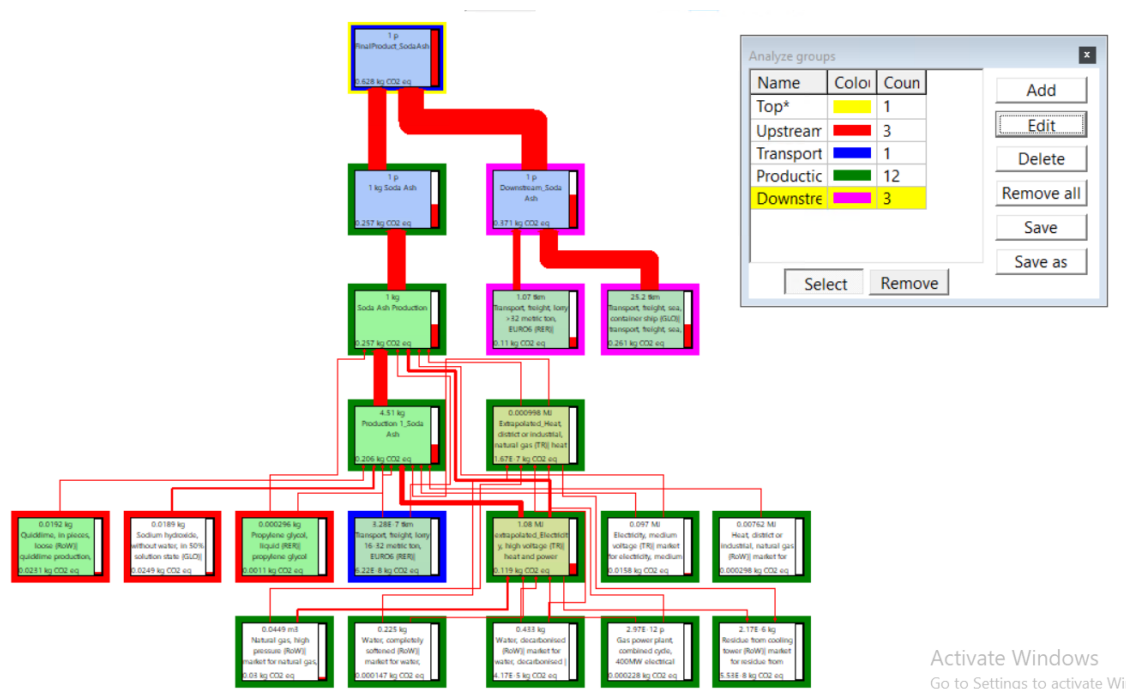 1 p
FinalProduct_SodaAsh
0.628 kg CO2 eq
Analyze groups
x
Name
Coloı
Coun
Top*
1
Upstrean
3
Transport
1
Productic
12
Downstre
3
Add
Edit
Delete
Remove all
Save
Save as
Select
Remove
1 p
1 kg Soda Ash
0.257 kg CO2 eq
1 p
Downstream_Soda
Ash
0.371 kg CO2 eq
1 kg
Soda Ash Production
0.257 kg CO2 eq
1.07 tkm
Transport, freight, lorry
>32 metric ton,
EURO6 {RER}|
0.11 kg CO2 eq
25.2 tkm
Transport, freight, sea,
container ship {GLO}|
transport, freight, sea,
0.261 kg CO2 eq
4.51 kg
Production 1_Soda
Ash
0.206 kg CO2 eq
0.000998 MJ
Extrapolated_Heat,
district or industrial,
natural gas {TR}| heat
1.67E-7 kg CO2 eq
0.0192 kg
Quicklime, in pieces,
loose {RoW}|
quicklime production,
0.0231 kg CO2 eq
0.0189 kg
Sodium hydroxide,
without water, in 50%
solution state {GLO}|
0.0249 kg CO2 eq
0.000296 kg
Propylene glycol,
liquid {RER}|
propylene glycol
0.0011 kg CO2 eq
3.28E-7 tkm
Transport, freight, lorry
16-32 metric ton,
EURO6 {RER}|
6.22E-8 kg CO2 eq
1.08 MJ
extrapolated_Electricit
y, high voltage {TR}|
heat and power
0.119 kg CO2 eq
0.097 MJ
Electricity, medium
voltage {TR}| market
for electricity, medium
0.0158 kg CO2 eq
0.00762 MJ
Heat, district or
industrial, natural gas
{RoW}| market for
0.000298 kg CO2 eq
0.0449 m3
Natural gas, high
pressure {RoW}|
market for natural gas,
0.03 kg CO2 eq
0.225 kg
Water, completely
softened {RoW}|
market for water,
0.000147 kg CO2 eq
0.433 kg
Water, decarbonised
{RoW}| market for
water, decarbonised |
4.17E-5 kg CO2 eq
2.97E-12 p
Gas power plant,
combined cycle,
400MW electrical
0.000228 kg CO2 eq
2.17E-6 kg
Residue from cooling
tower {RoW}| market
for residue from
5.53E-8 kg CO2 eq
Activate Windows
Go to Settings to activate Wi